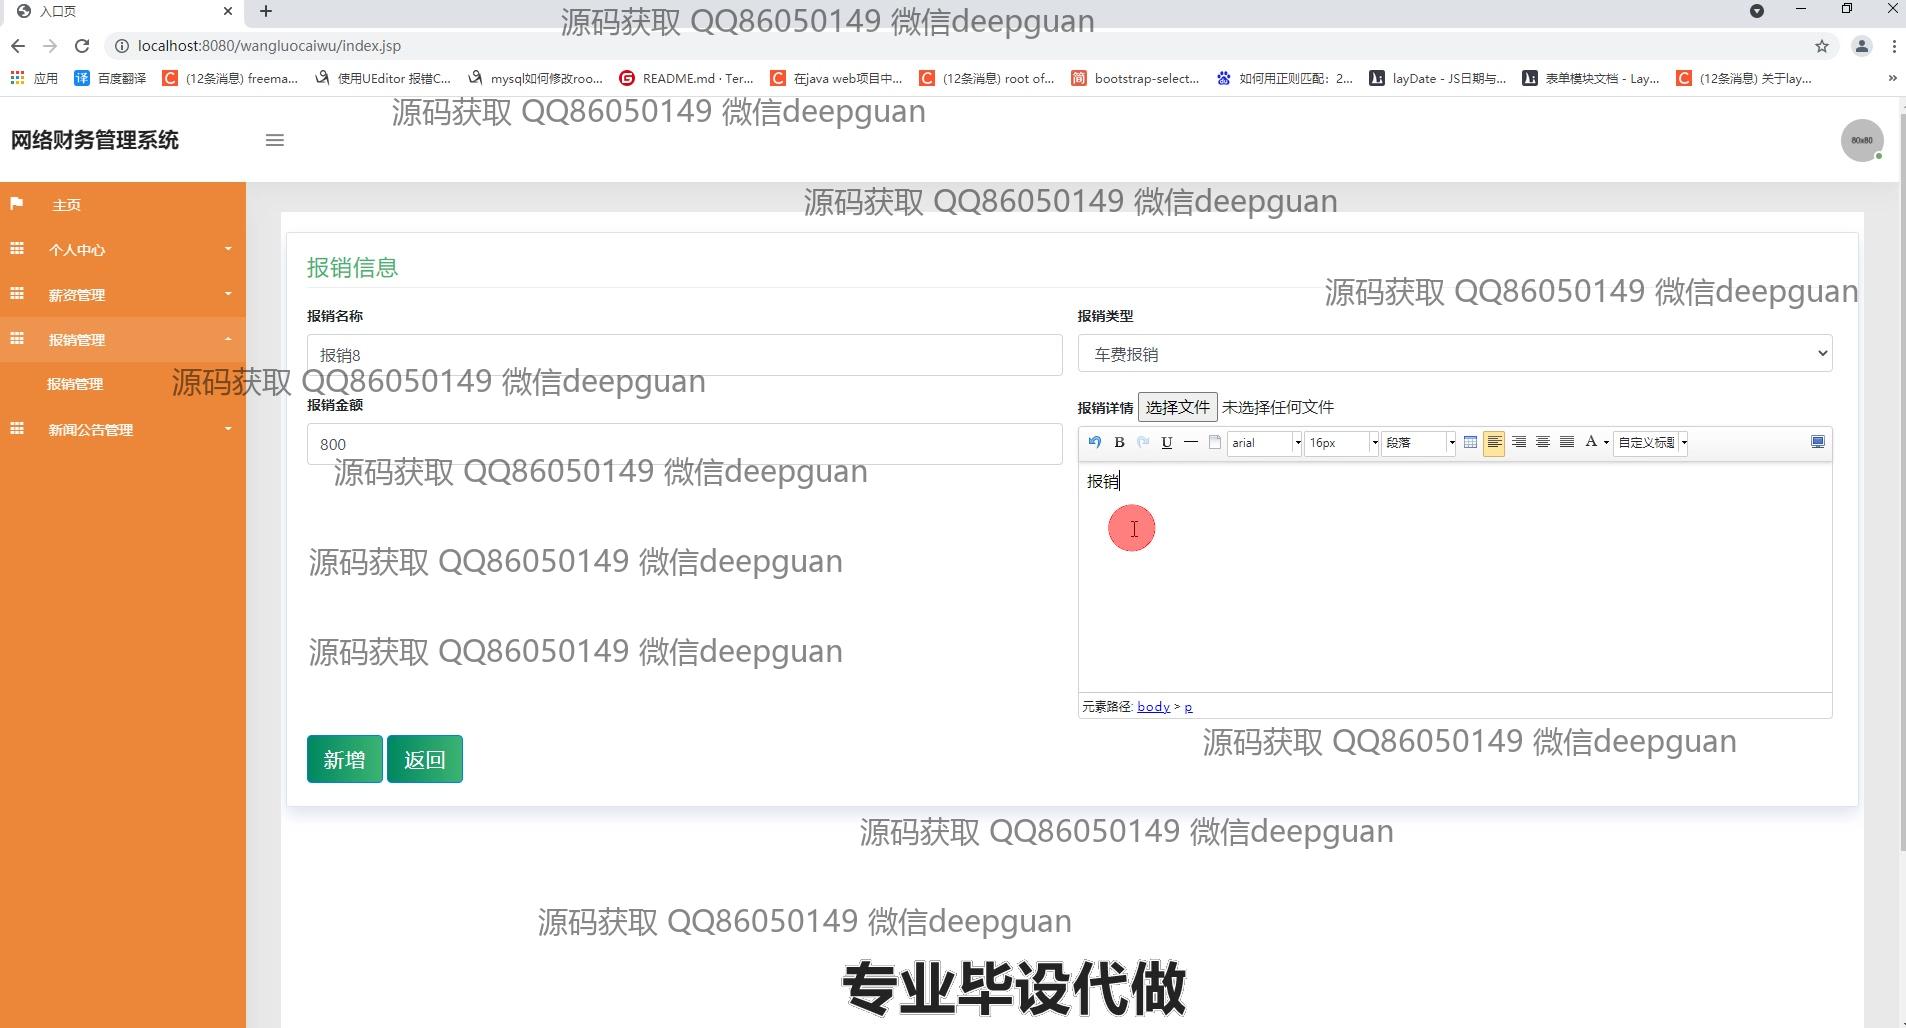 入口页
localhost:8080/wangluocaiwu/index.jsp
源码获取 QQ86050149 微信deepguan
应用 百度翻译 (12条消息) freema... 使用UEditor 报错C... mysql如何修改roo... README.md · Ter... 在java web项目中... (12条消息) root of... bootstrap-select... 如何用正则匹配：2... layDate - JS日期与... 表单模块文档 - Lay... (12条消息) 关于lay... »
源码获取 QQ86050149 微信deepguan
网络财务管理系统
80x80
源码获取 QQ86050149 微信deepguan
主页
个人中心
薪资管理
报销管理
报销管理
新闻公告管理
报销信息
源码获取 QQ86050149 微信deepguan
报销名称
报销8
报销类型
车费报销
源码获取 QQ86050149 微信deepguan
报销金额
800
报销详情 选择文件 未选择任何文件
B U arial 16px 段落 A 自定义标题
报销
源码获取 QQ86050149 微信deepguan
源码获取 QQ86050149 微信deepguan
源码获取 QQ86050149 微信deepguan
元素路径: body > p
源码获取 QQ86050149 微信deepguan
新增 返回
源码获取 QQ86050149 微信deepguan
源码获取 QQ86050149 微信deepguan
专业毕设代做